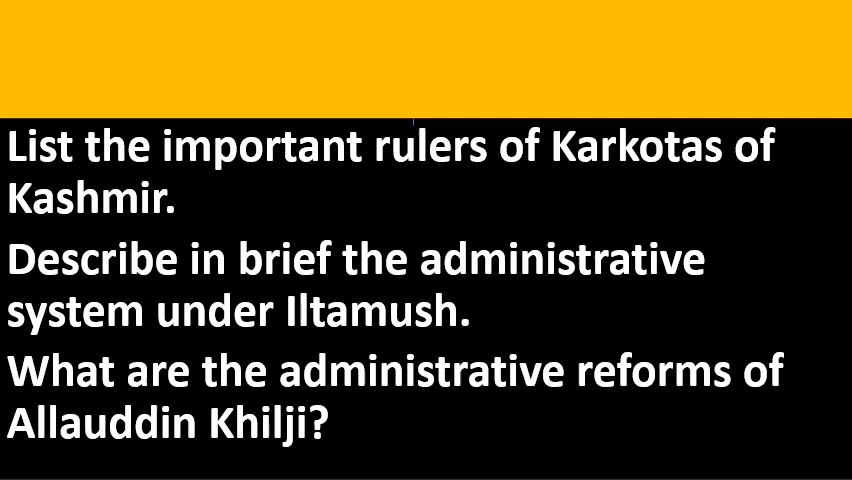 List the important rulers of Karkotas of
Kashmir.
Describe in brief the administrative
system under Iltamush.
What are the administrative reforms of
Allauddin Khilji?